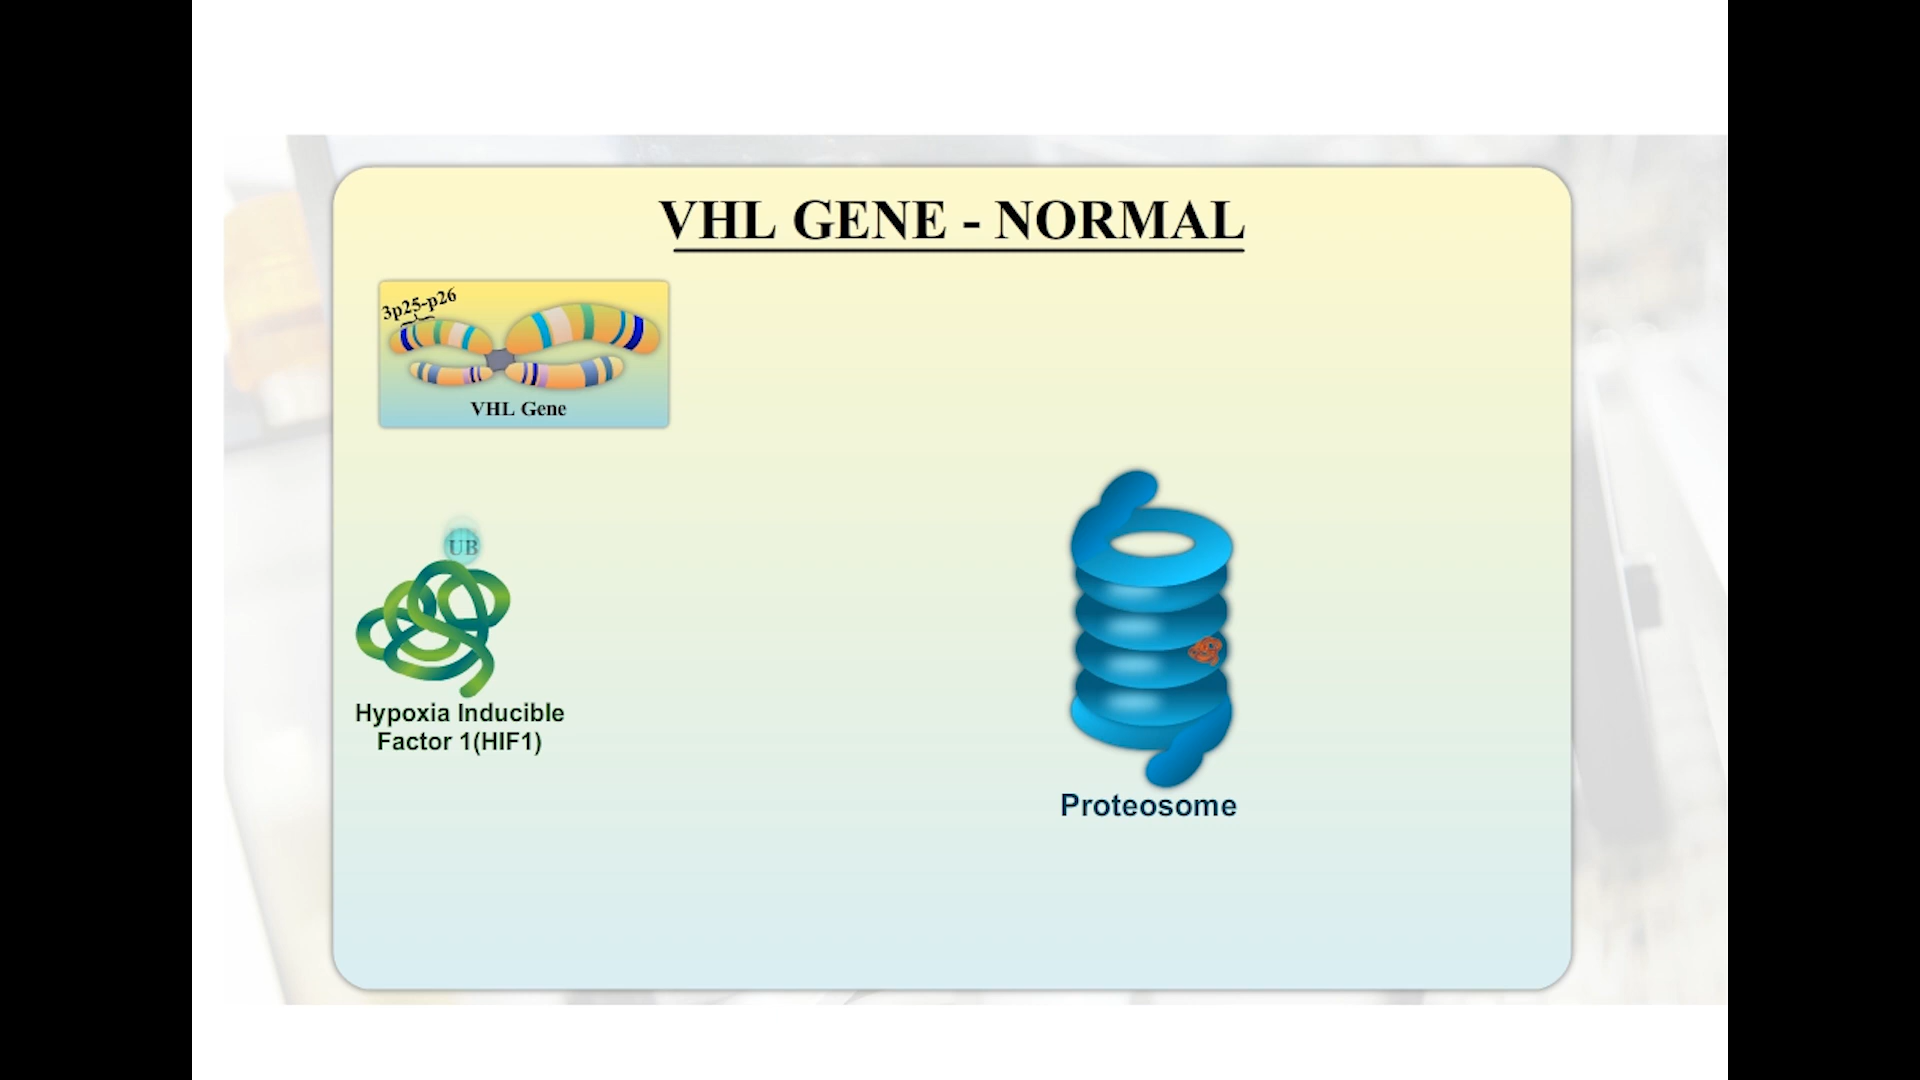 VHL GENE - NORMAL
3p25-p26
VHL Gene
UB
Hypoxia Inducible
Factor 1(HIF1)
Proteosome